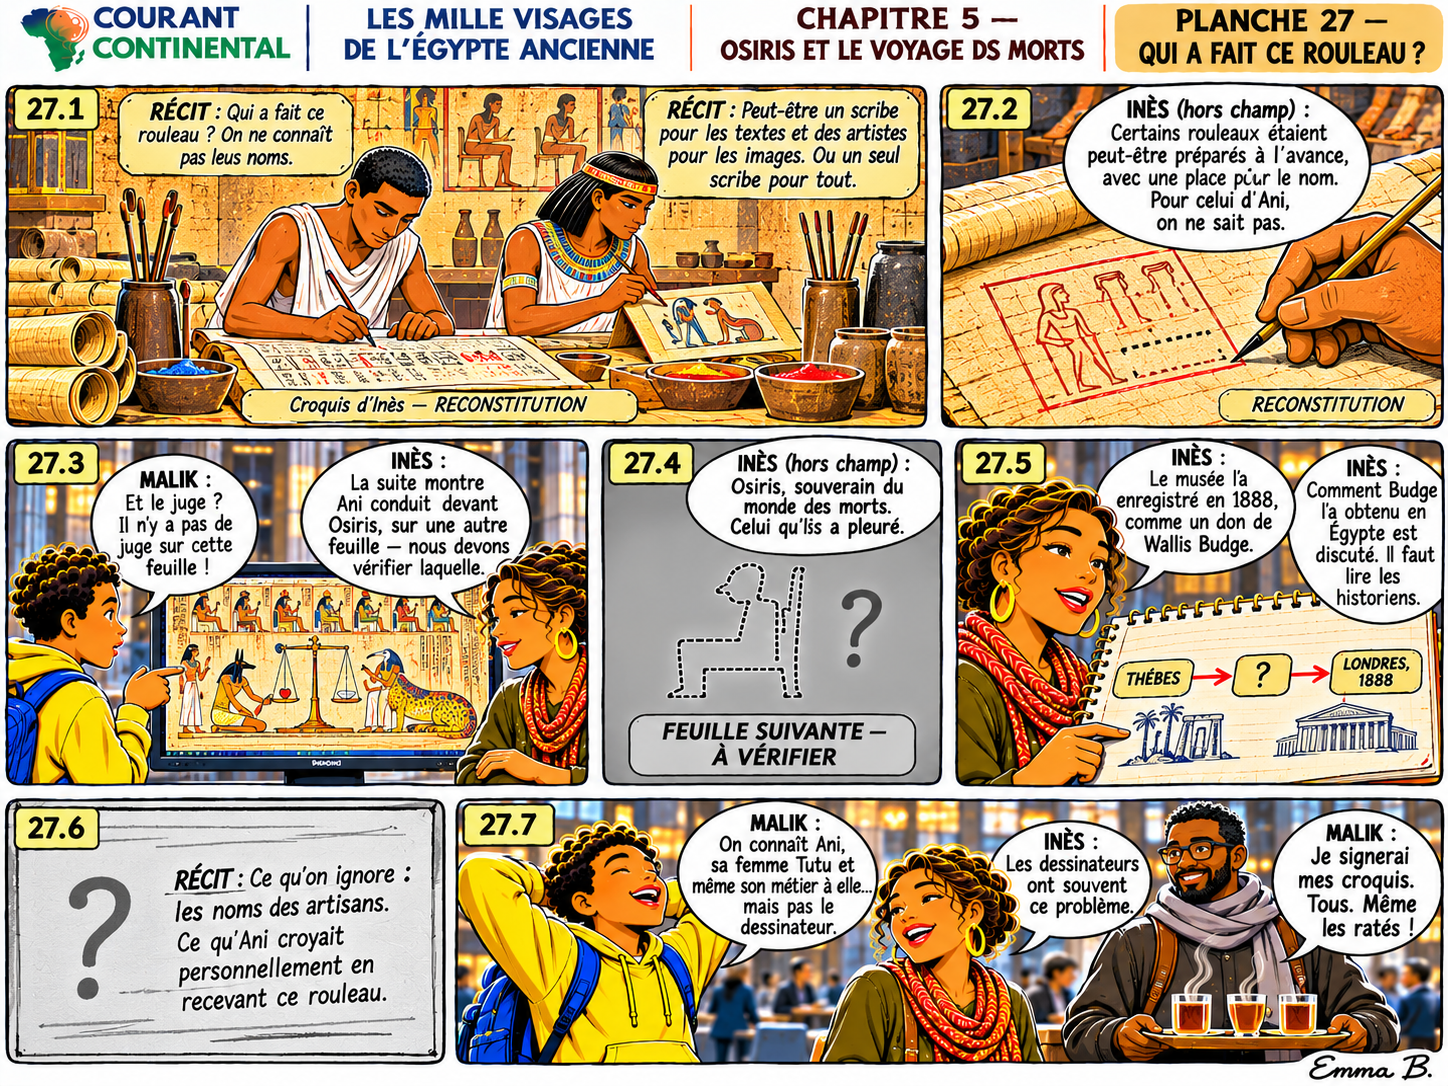 COURANT
CONTINENTAL
LES MILLE VISAGES
DE L'ÉGYPTE ANCIENNE
CHAPITRE 5 —
OSIRIS ET LE VOYAGE DS MORTS
PLANCHE 27 —
QUI A FAIT CE ROULEAU ?
27.1
RÉCIT : Qui a fait ce
rouleau ? On ne connaît
pas leus noms.
RÉCIT : Peut-être un scribe
pour les textes et des artistes
pour les images. Ou un seul
scribe pour tout.
Croquis d'Inès — RECONSTITUTION
27.2
INÈS (hors champ) :
Certains rouleaux étaient
peut-être préparés à l'avance,
avec une place pour le nom.
Pour celui d'Ani,
on ne sait pas.
RECONSTITUTION
27.3
MALIK :
Et le juge ?
Il n'y a pas de
juge sur cette
feuille !
INÈS :
La suite montre
Ani conduit devant
Osiris, sur une autre
feuille — nous devons
vérifier laquelle.
27.4
INÈS (hors champ) :
Osiris, souverain du
monde des morts.
Celui qu'Isis a pleuré.
?
FEUILLE SUIVANTE —
À VÉRIFIER
27.5
INÈS :
Le musée l'a
enregistré en 1888,
comme un don de
Wallis Budge.
INÈS :
Comment Budge
l'a obtenu en
Égypte est
discuté. Il faut
lire les
historiens.
THÉBES
?
LONDRES,
1888
27.6
?
RÉCIT : Ce qu'on ignore :
les noms des artisans.
Ce qu'Ani croyait
personnellement en
recevant ce rouleau.
27.7
MALIK :
On connaît Ani,
sa femme Tutu et
même son métier à elle...
mais pas le
dessinateur.
INÈS :
Les dessinateurs
ont souvent
ce problème.
MALIK :
Je signerai
mes croquis.
Tous. Même
les ratés !
Emma B.